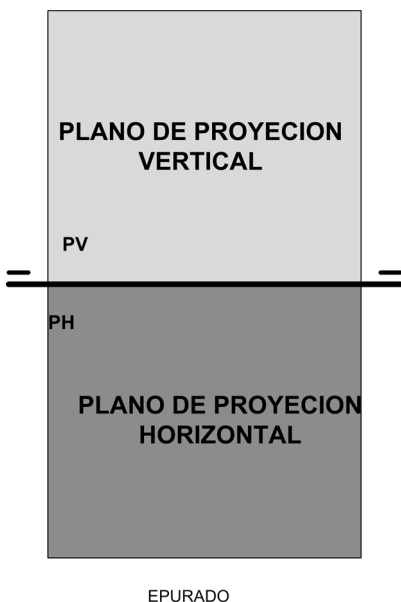 PLANO DE PROYECION
VERTICAL
PV
PH
PLANO DE PROYECION
HORIZONTAL
EPURADO